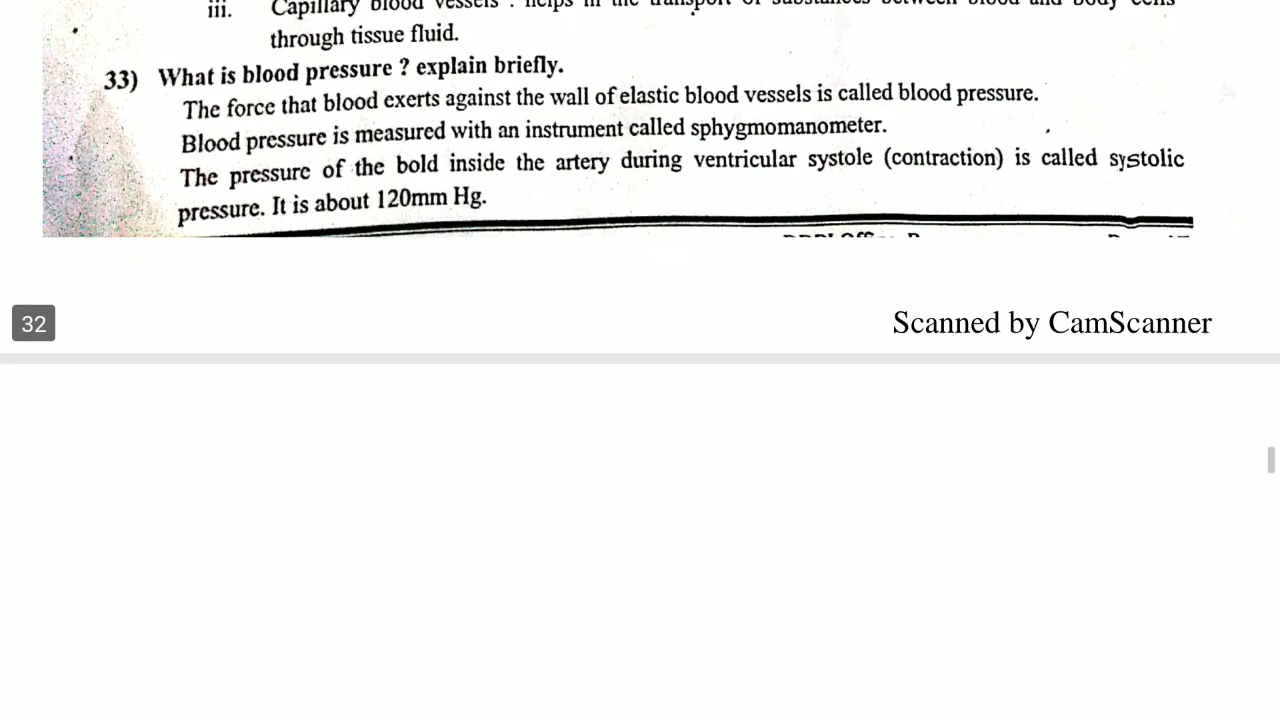 iii. Capillary blood vessels : helps in the transport of substances between blood and body cells
through tissue fluid.
33) What is blood pressure ? explain briefly.
The force that blood exerts against the wall of elastic blood vessels is called blood pressure.
Blood pressure is measured with an instrument called sphygmomanometer.
The pressure of the bold inside the artery during ventricular systole (contraction) is called systolic
pressure. It is about 120mm Hg.
32
Scanned by CamScanner